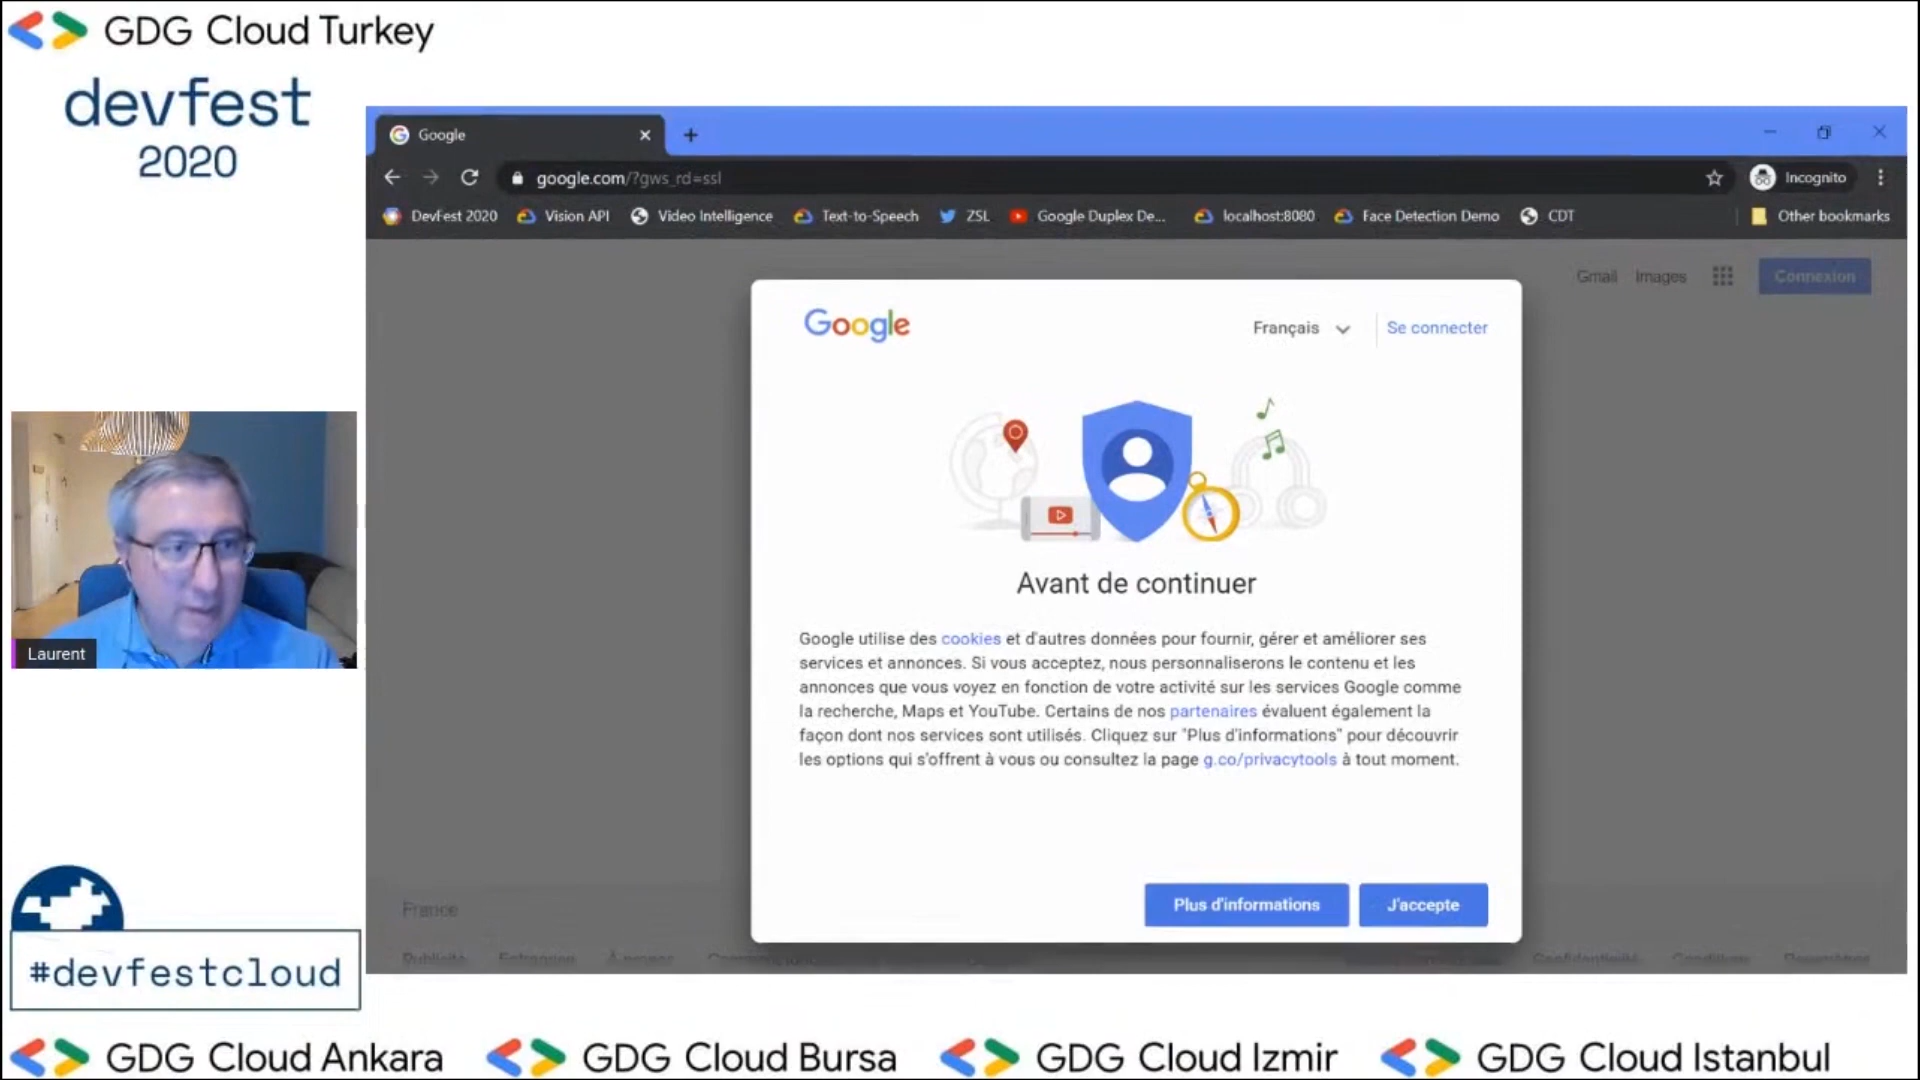 GDG Cloud Turkey
devfest
2020
Google
google.com/?gws_rd=ssl
Incognito
DevFest 2020 Vision API Video Intelligence Text-to-Speech ZSL Google Duplex De... localhost:8080 Face Detection Demo CDT Other bookmarks
Gmail Images Connexion
Google
Français Se connecter
Avant de continuer
Google utilise des cookies et d'autres données pour fournir, gérer et améliorer ses
services et annonces. Si vous acceptez, nous personnaliserons le contenu et les
annonces que vous voyez en fonction de votre activité sur les services Google comme
la recherche, Maps et YouTube. Certains de nos partenaires évaluent également la
façon dont nos services sont utilisés. Cliquez sur "Plus d'informations" pour découvrir
les options qui s'offrent à vous ou consultez la page g.co/privacytools à tout moment.
Plus d'informations J'accepte
France
Laurent
#devfestcloud
GDG Cloud Ankara GDG Cloud Bursa GDG Cloud Izmir GDG Cloud Istanbul